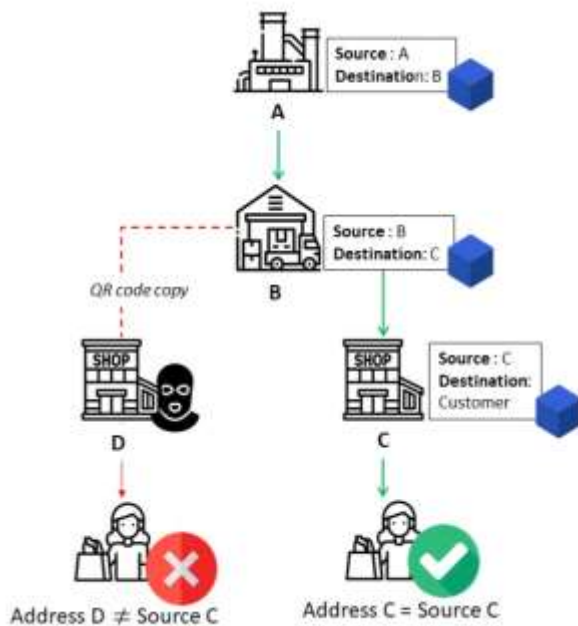 Source : A
Destination: B
A
Source : B
Destination: C
B
QR code copy
SHOP
D
SHOP
C
Source : C
Destination:
Customer
Address D ≠ Source C
Address C = Source C